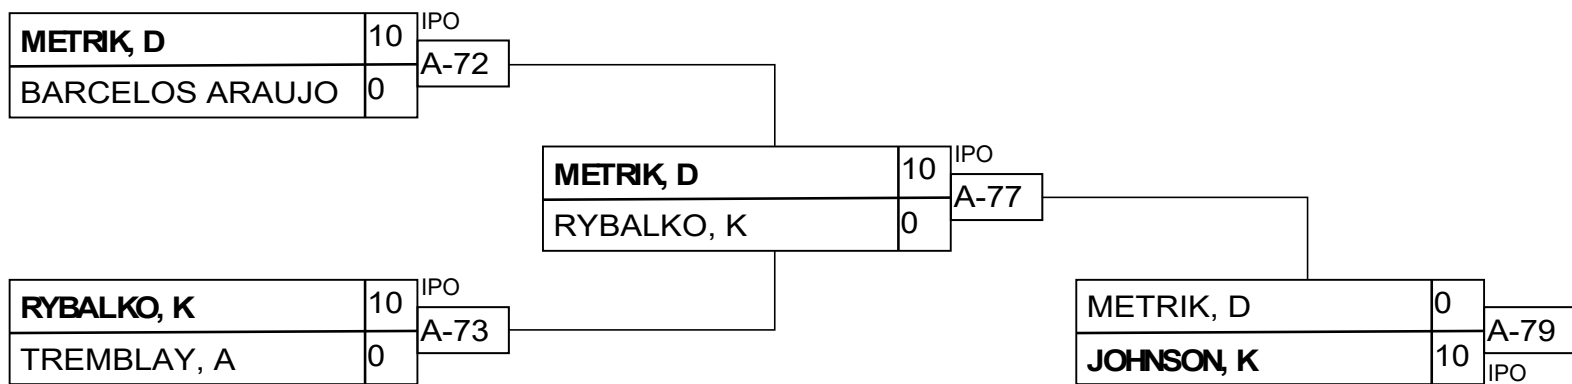 METRIK, D 10 IPO
A-72
BARCELOS ARAUJO 0
METRIK, D 10 IPO
A-77
RYBALKO, K 0
RYBALKO, K 10 IPO
A-73
TREMBLAY, A 0
METRIK, D 0
A-79
JOHNSON, K 10 IPO